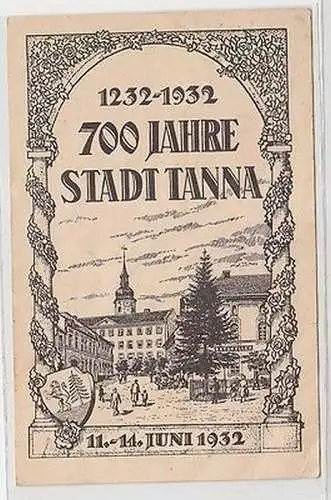 1232-1932
700 JAHRE
STADT TANNA
11.-14. JUNI 1932